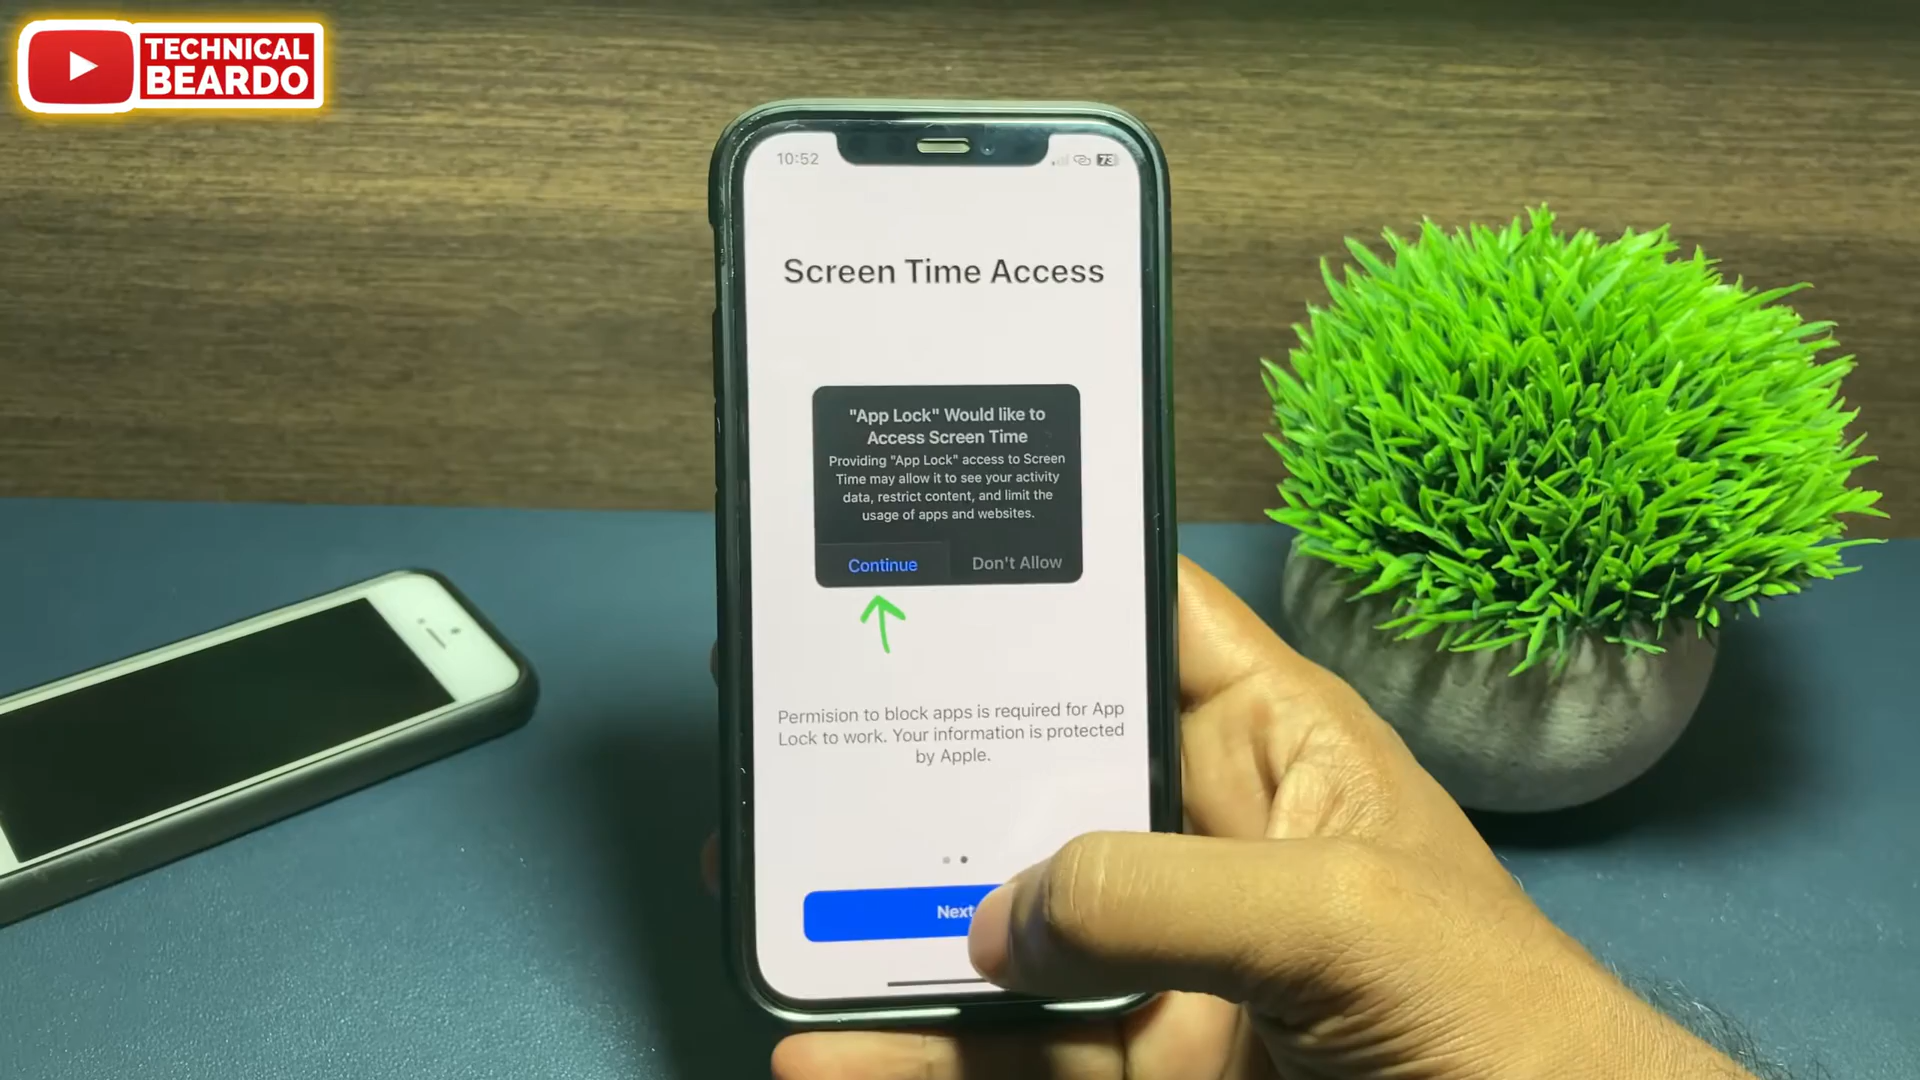 TECHNICAL
BEARDO
10:52
73
Screen Time Access
"App Lock" Would like to
Access Screen Time
Providing "App Lock" access to Screen
Time may allow it to see your activity
data, restrict content, and limit the
usage of apps and websites.
Continue
Don't Allow
Permision to block apps is required for App
Lock to work. Your information is protected
by Apple.
Next